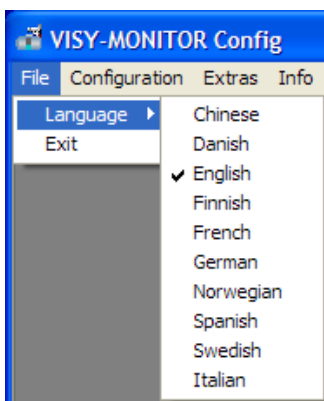 VISY-MONITOR Config
File Configuration Extras Info
Language
Exit
Chinese
Danish
English
Finnish
French
German
Norwegian
Spanish
Swedish
Italian